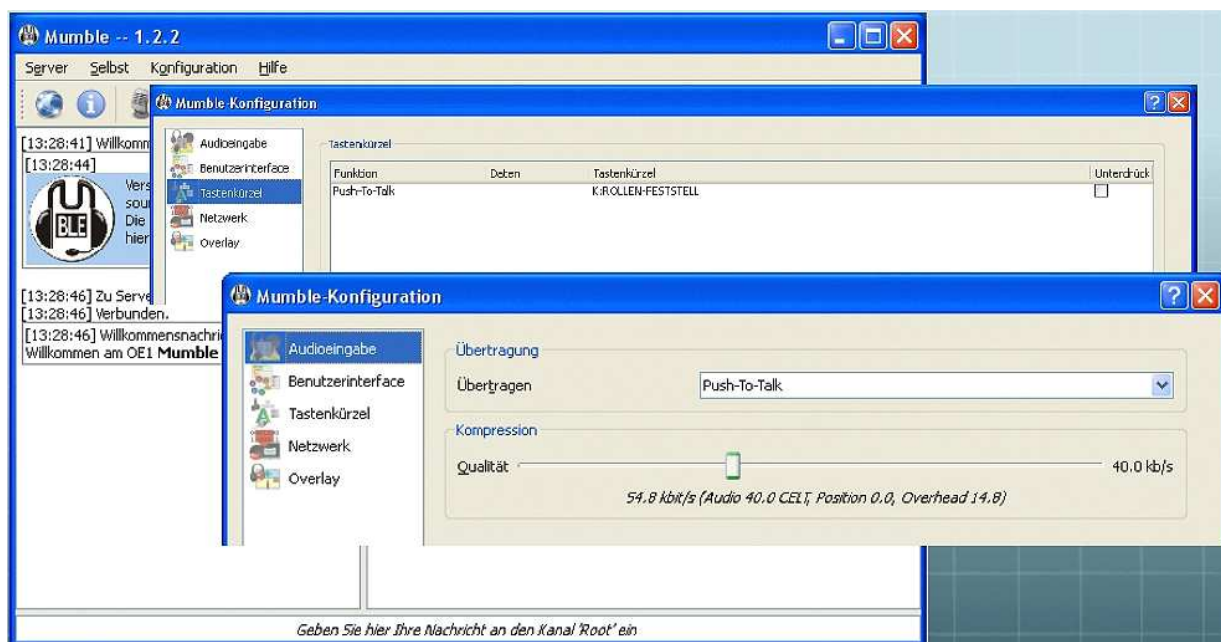 Mumble -- 1.2.2
Server Selbst Konfiguration Hilfe
Mumble-Konfiguration
[13:28:41]
[13:28:44]
BLE
Die
hier
[13:28:46] Zu
[13:28:46] Verbunden.
[13:28:46]
Willkommen am OE1 Mumble
Audioeingabe
Benutzerinterface
Tastenkürzel
Netzwerk
Overlay
Tastenkürzel
Funktion Daten Tastenkürzel Unterdrück
Push-To-Talk K:ROLLEN-FESTSTELL
Mumble-Konfiguration
Audioeingabe
Benutzerinterface
Tastenkürzel
Netzwerk
Overlay
Übertragung
Übertragen Push-To-Talk
Kompression
Qualität 40.0 kb/s
54.8 kbit/s (Audio 40.0 CELT, Position 0.0, Overhead 14.8)
Geben Sie hier Ihre Nachricht an den Kanal 'Root' ein